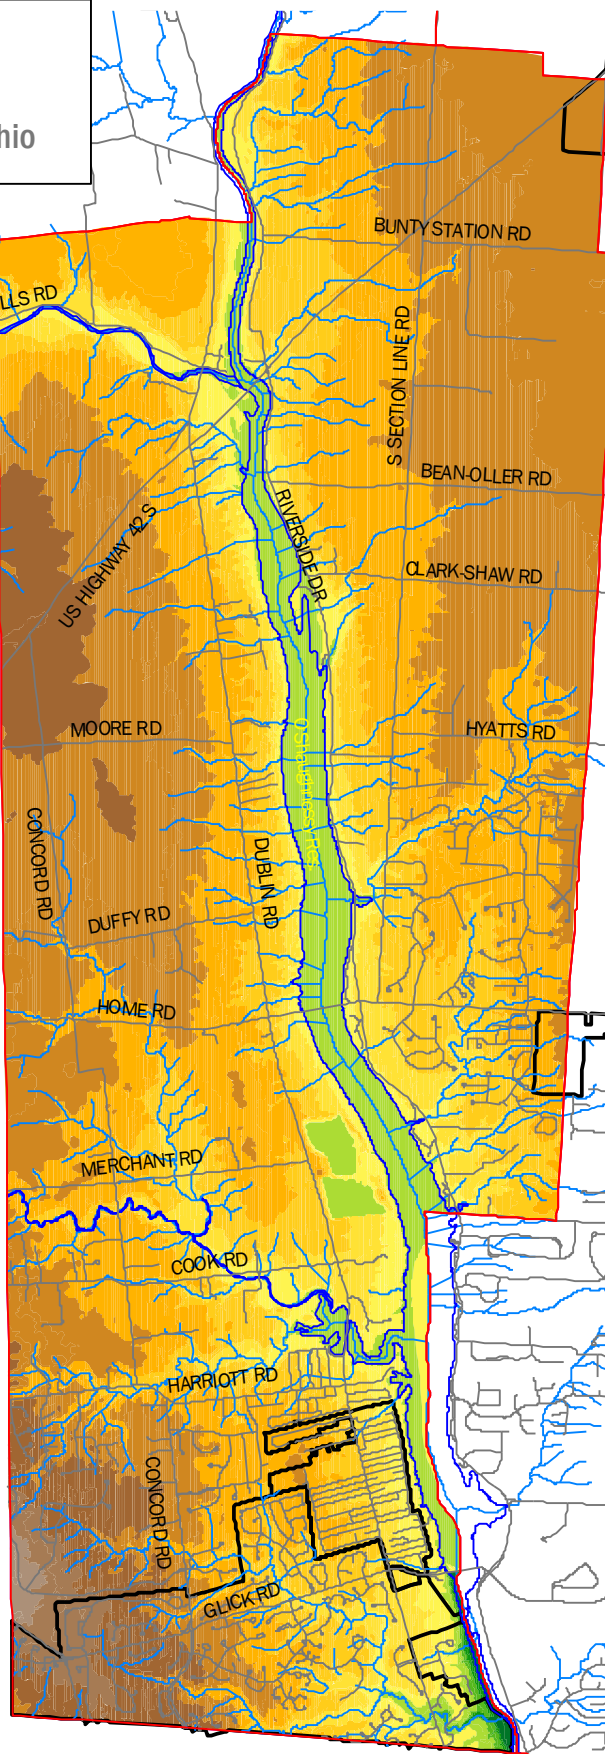 hio
BUNTY STATION RD
LLS RD
S SECTION LINE RD
BEAN-OLLER RD
RIVERSIDE DR
US HIGHWAY 42 S
CLARK-SHAW RD
MOORE RD
HYATTS RD
O'Shaughnessy Res
CONCORD RD
DUBLIN RD
DUFFY RD
HOME RD
MERCHANT RD
COOK RD
HARRIOTT RD
CONCORD RD
GLICK RD